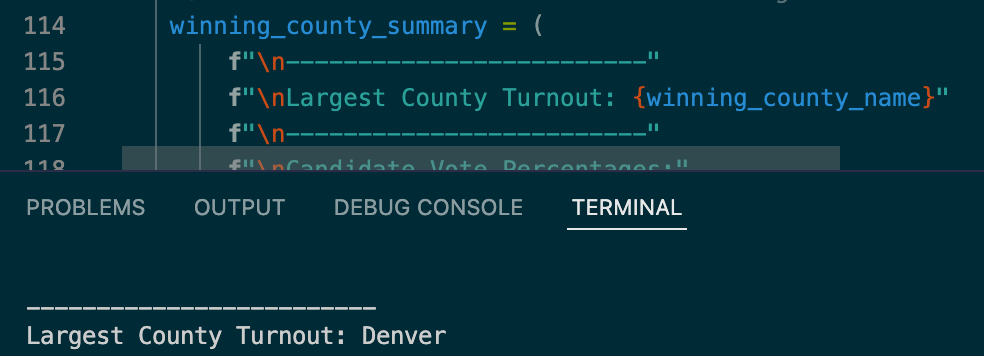 114 winning_county_summary = (
115 f"\n-------------------------"
116 f"\nLargest County Turnout: {winning_county_name}"
117 f"\n-------------------------"
118 f"\nCandidate Vote Percentages:"
PROBLEMS OUTPUT DEBUG CONSOLE TERMINAL
-------------------------
Largest County Turnout: Denver